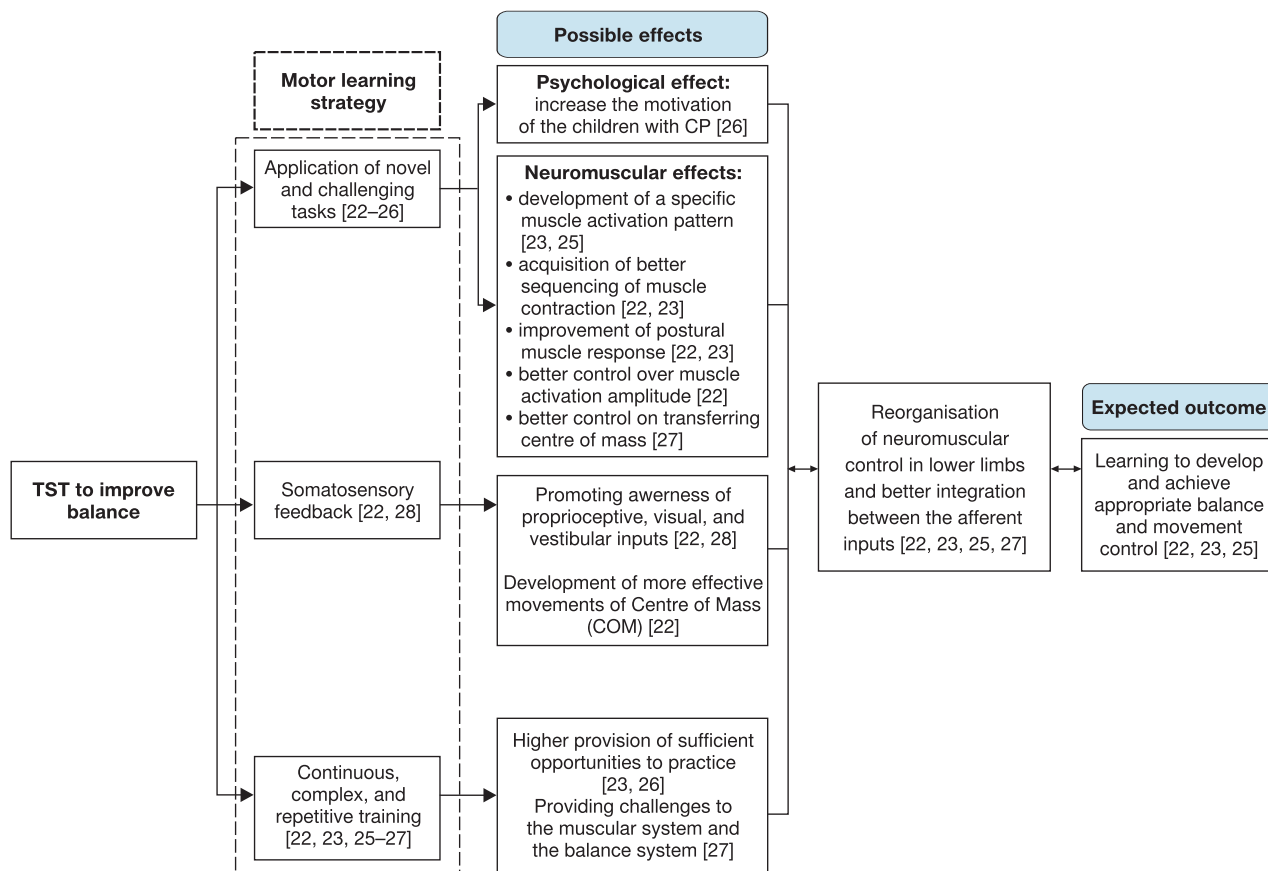 TST to improve
balance
Motor learning
strategy
Application of novel
and challenging
tasks [22–26]
Somatosensory
feedback [22, 28]
Continuous,
complex, and
repetitive training
[22, 23, 25–27]
Possible effects
Psychological effect:
increase the motivation
of the children with CP [26]
Neuromuscular effects:
• development of a specific
muscle activation pattern
[23, 25]
• acquisition of better
sequencing of muscle
contraction [22, 23]
• improvement of postural
muscle response [22, 23]
• better control over muscle
activation amplitude [22]
• better control on transferring
centre of mass [27]
Promoting awerness of
proprioceptive, visual, and
vestibular inputs [22, 28]
Development of more effective
movements of Centre of Mass
(COM) [22]
Higher provision of sufficient
opportunities to practice
[23, 26]
Providing challenges to
the muscular system and
the balance system [27]
Reorganisation
of neuromuscular
control in lower limbs
and better integration
between the afferent
inputs [22, 23, 25, 27]
Expected outcome
Learning to develop
and achieve
appropriate balance
and movement
control [22, 23, 25]